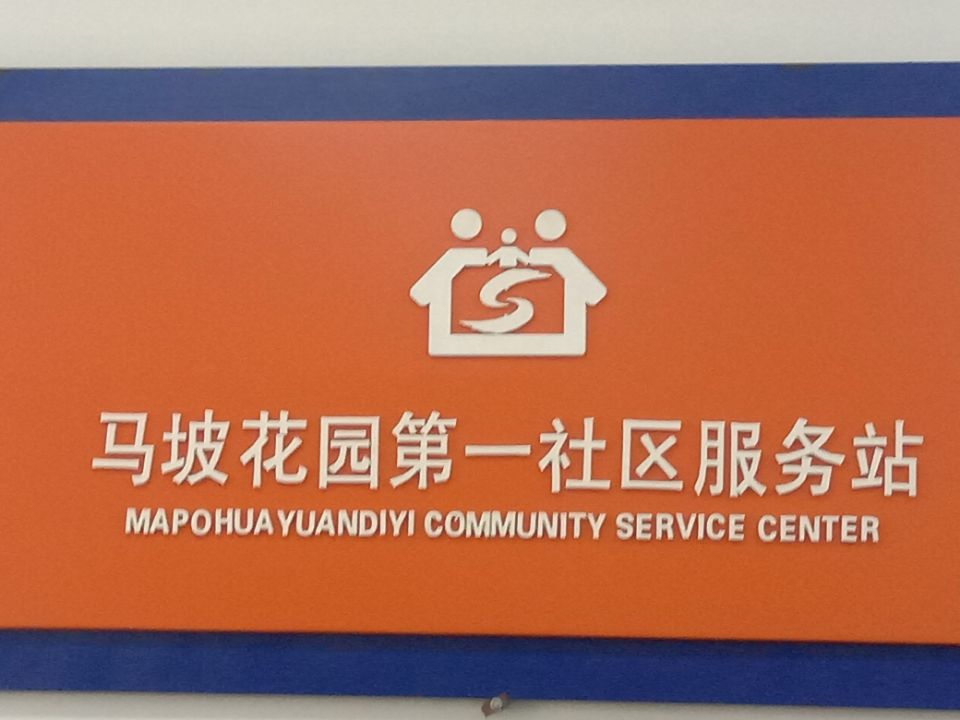 马坡花园第一社区服务站
MAPOHUAYUANDIYI COMMUNITY SERVICE CENTER